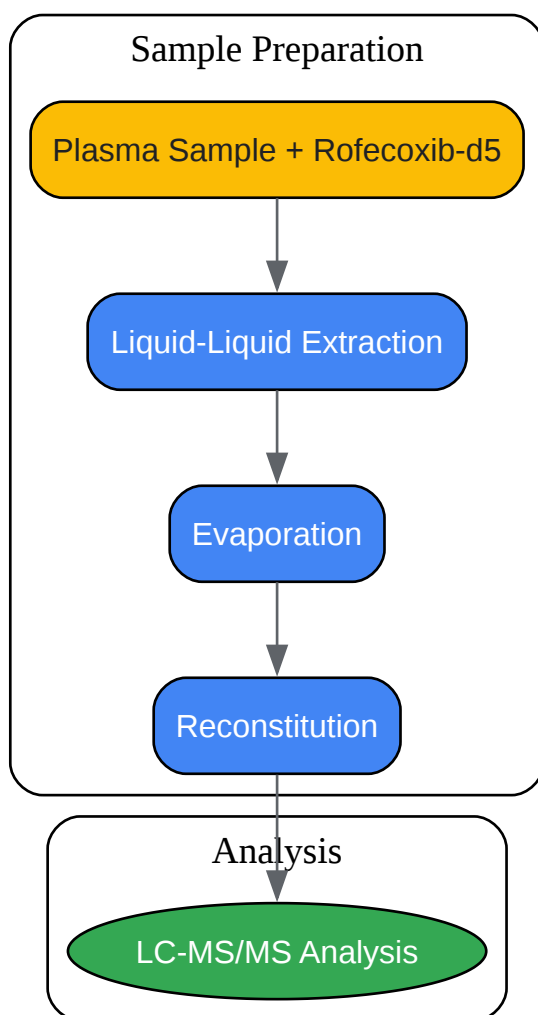 Sample Preparation
Plasma Sample + Rofecoxib-d5
Liquid-Liquid Extraction
Evaporation
Reconstitution
Analysis
LC-MS/MS Analysis